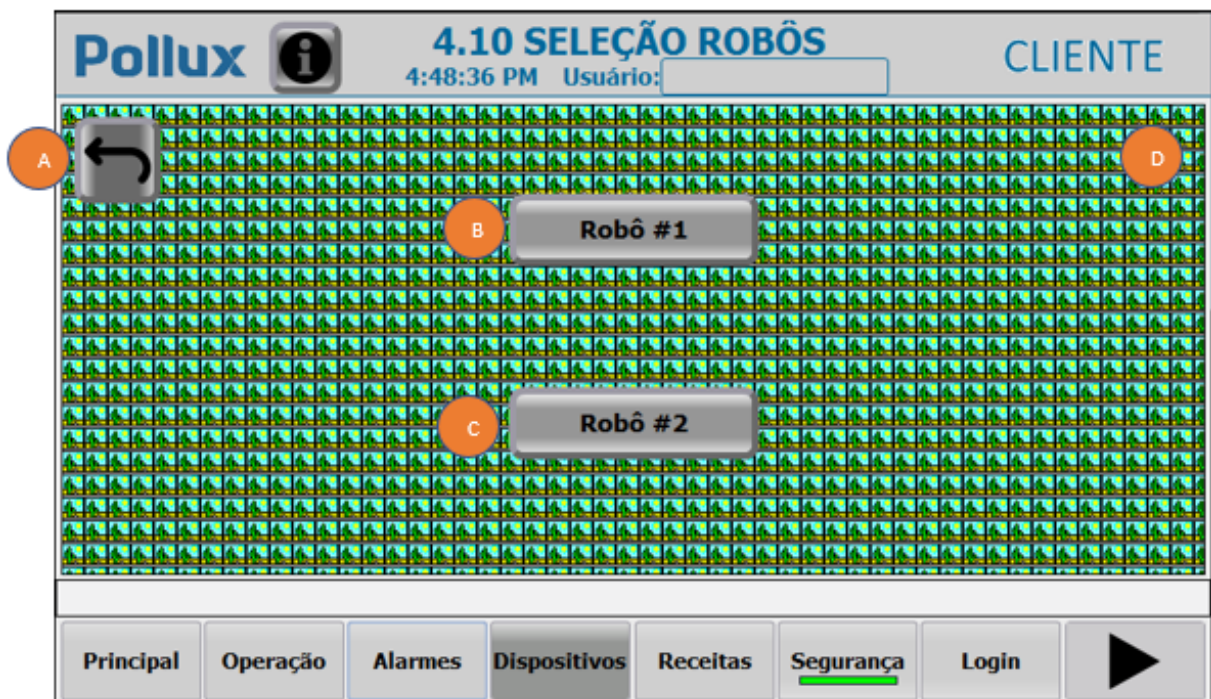 Pollux
4.10 SELEÇÃO ROBÔS
CLIENTE
4:48:36 PM Usuário:
A
D
B
Robô #1
C
Robô #2
Principal
Operação
Alarmes
Dispositivos
Receitas
Segurança
Login